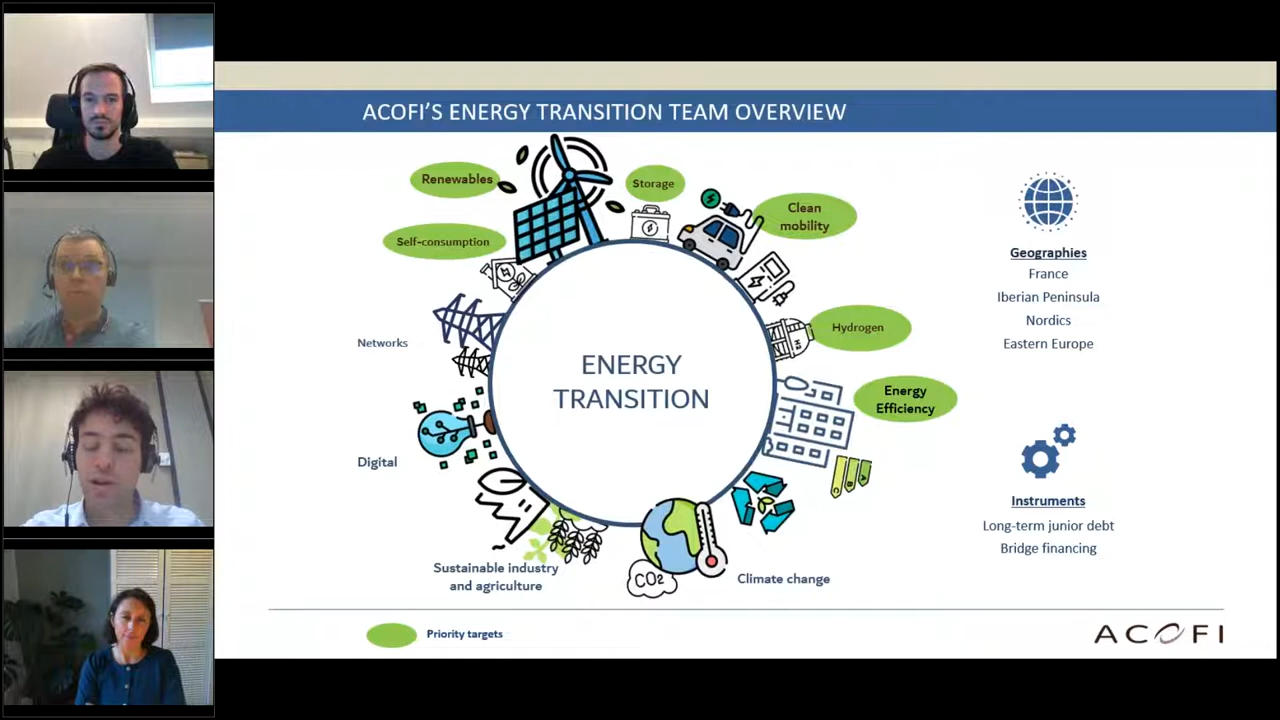 ACOFI'S ENERGY TRANSITION TEAM OVERVIEW
Renewables
Storage
Clean
mobility
Self-consumption
Networks
Hydrogen
H2
ENERGY
TRANSITION
Energy
Efficiency
Digital
C
B
A
Sustainable industry
and agriculture
CO2
Climate change
Geographies
France
Iberian Peninsula
Nordics
Eastern Europe
Instruments
Long-term junior debt
Bridge financing
Priority targets
ACOFI